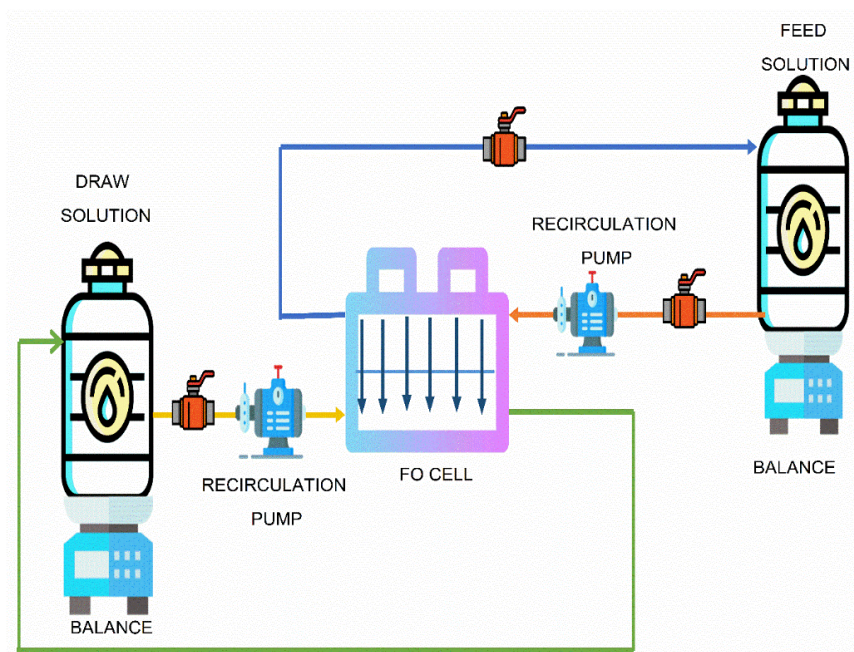 FEED
SOLUTION
DRAW
SOLUTION
RECIRCULATION
PUMP
BALANCE
FO CELL
RECIRCULATION
PUMP
BALANCE